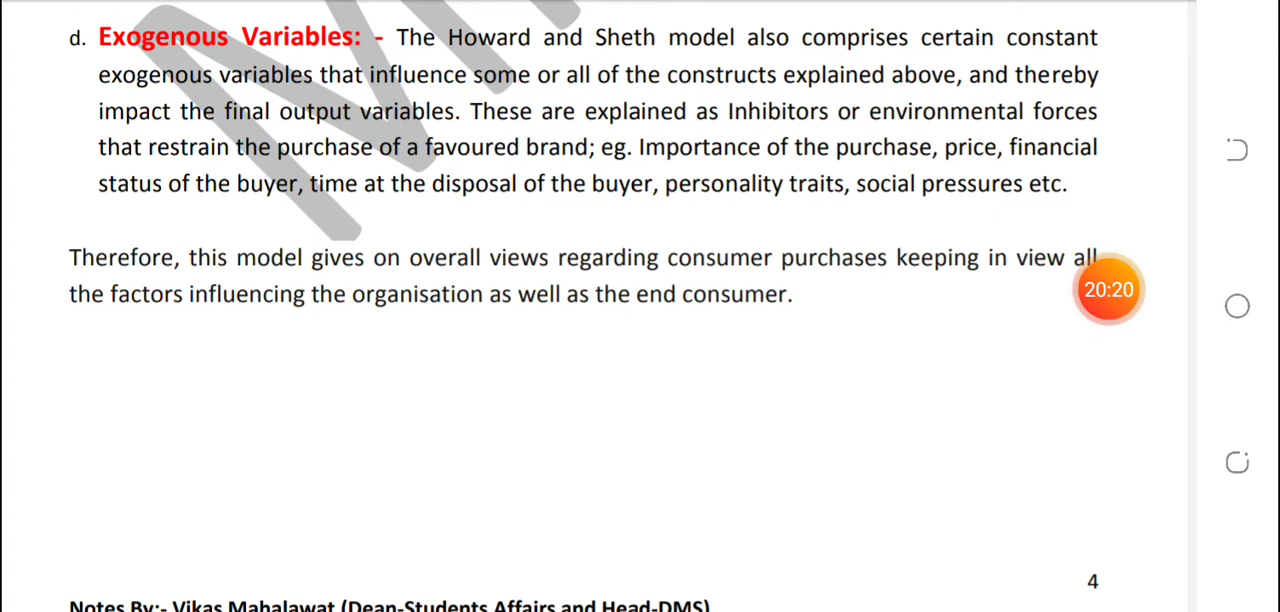 d. Exogenous Variables: - The Howard and Sheth model also comprises certain constant
exogenous variables that influence some or all of the constructs explained above, and thereby
impact the final output variables. These are explained as Inhibitors or environmental forces
that restrain the purchase of a favoured brand; eg. Importance of the purchase, price, financial
status of the buyer, time at the disposal of the buyer, personality traits, social pressures etc.
Therefore, this model gives on overall views regarding consumer purchases keeping in view all
the factors influencing the organisation as well as the end consumer.
20:20
4
Notes By:- Vikas Mahalawat (Dean-Students Affairs and Head-DMS)